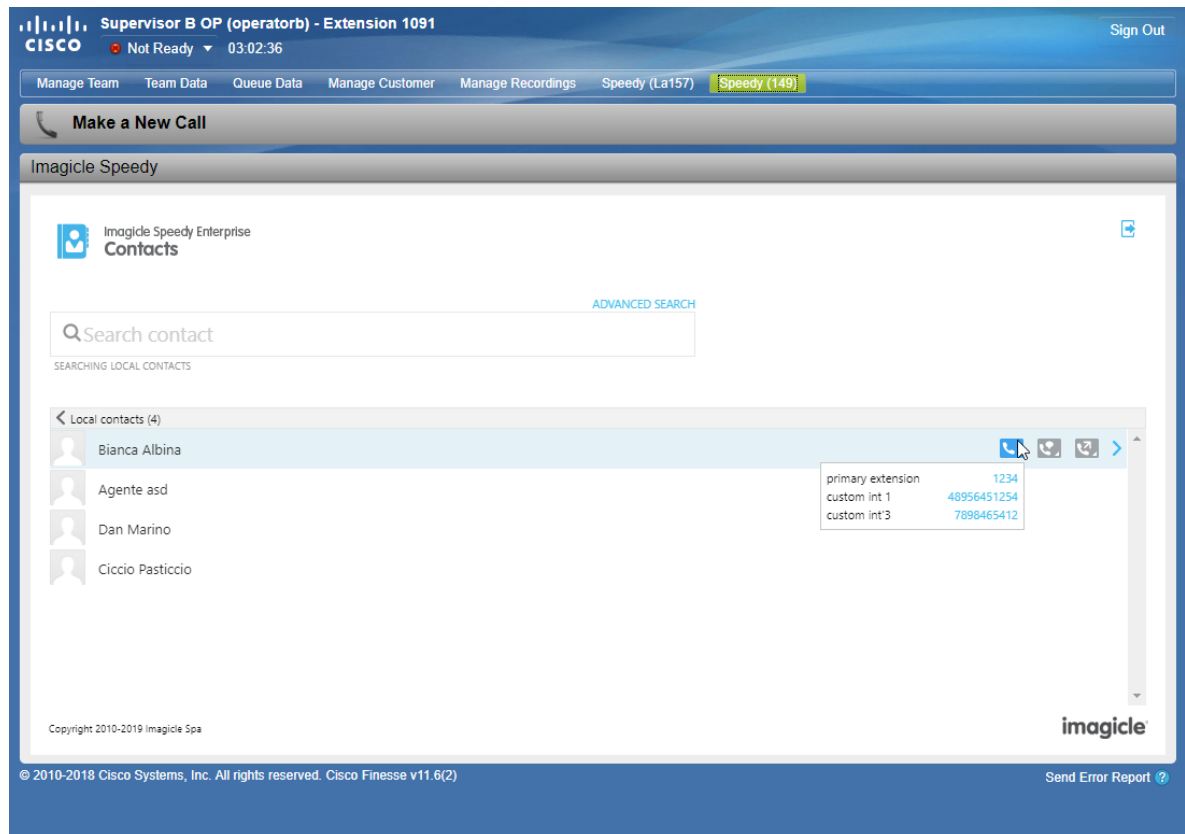 Supervisor B OP (operatorb) - Extension 1091
Sign Out
CISCO
Not Ready 03:02:36
Manage Team Team Data Queue Data Manage Customer Manage Recordings Speedy (La157) Speedy (149)
Make a New Call
Imagicle Speedy
Imagicle Speedy Enterprise
Contacts
ADVANCED SEARCH
Search contact
SEARCHING LOCAL CONTACTS
Local contacts (4)
Bianca Albina
primary extension 1234
Agente asd
custom int 1 48956451254
custom int'3 7898465412
Dan Marino
Ciccio Pasticcio
Copyright 2010-2019 Imagicle Spa
imagicle
© 2010-2018 Cisco Systems, Inc. All rights reserved. Cisco Finesse v11.6(2)
Send Error Report ?